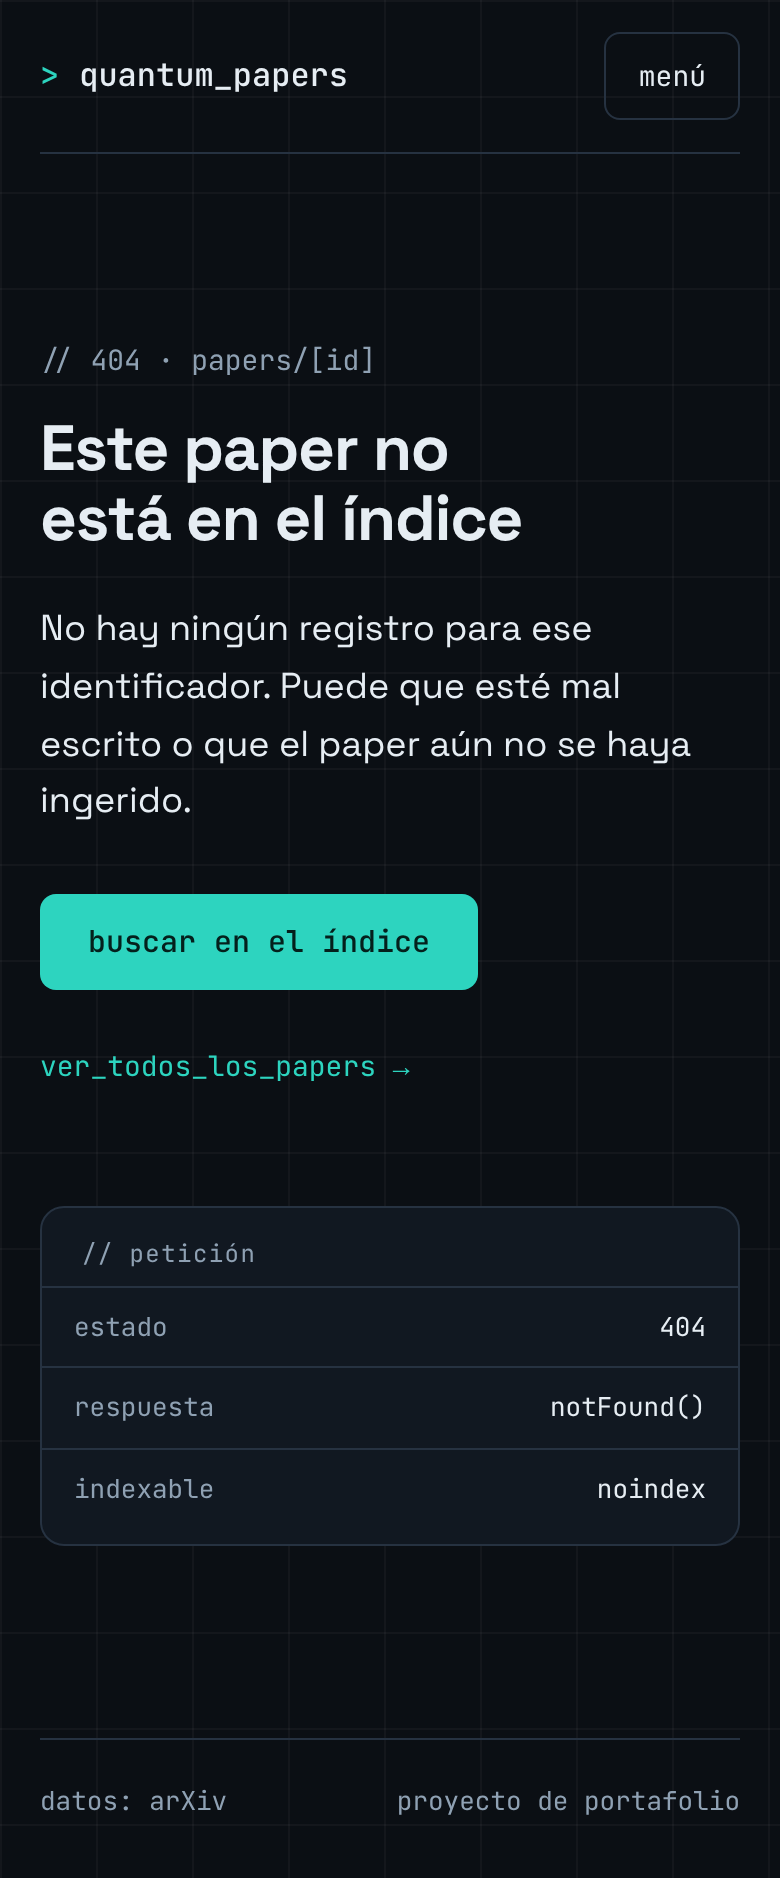 > quantum_papers
menú
// 404 · papers/[id]
Este paper no
está en el índice
No hay ningún registro para ese
identificador. Puede que esté mal
escrito o que el paper aún no se haya
ingerido.
buscar en el índice
ver_todos_los_papers →
// petición
estado 404
respuesta notFound()
indexable noindex
datos: arXiv proyecto de portafolio